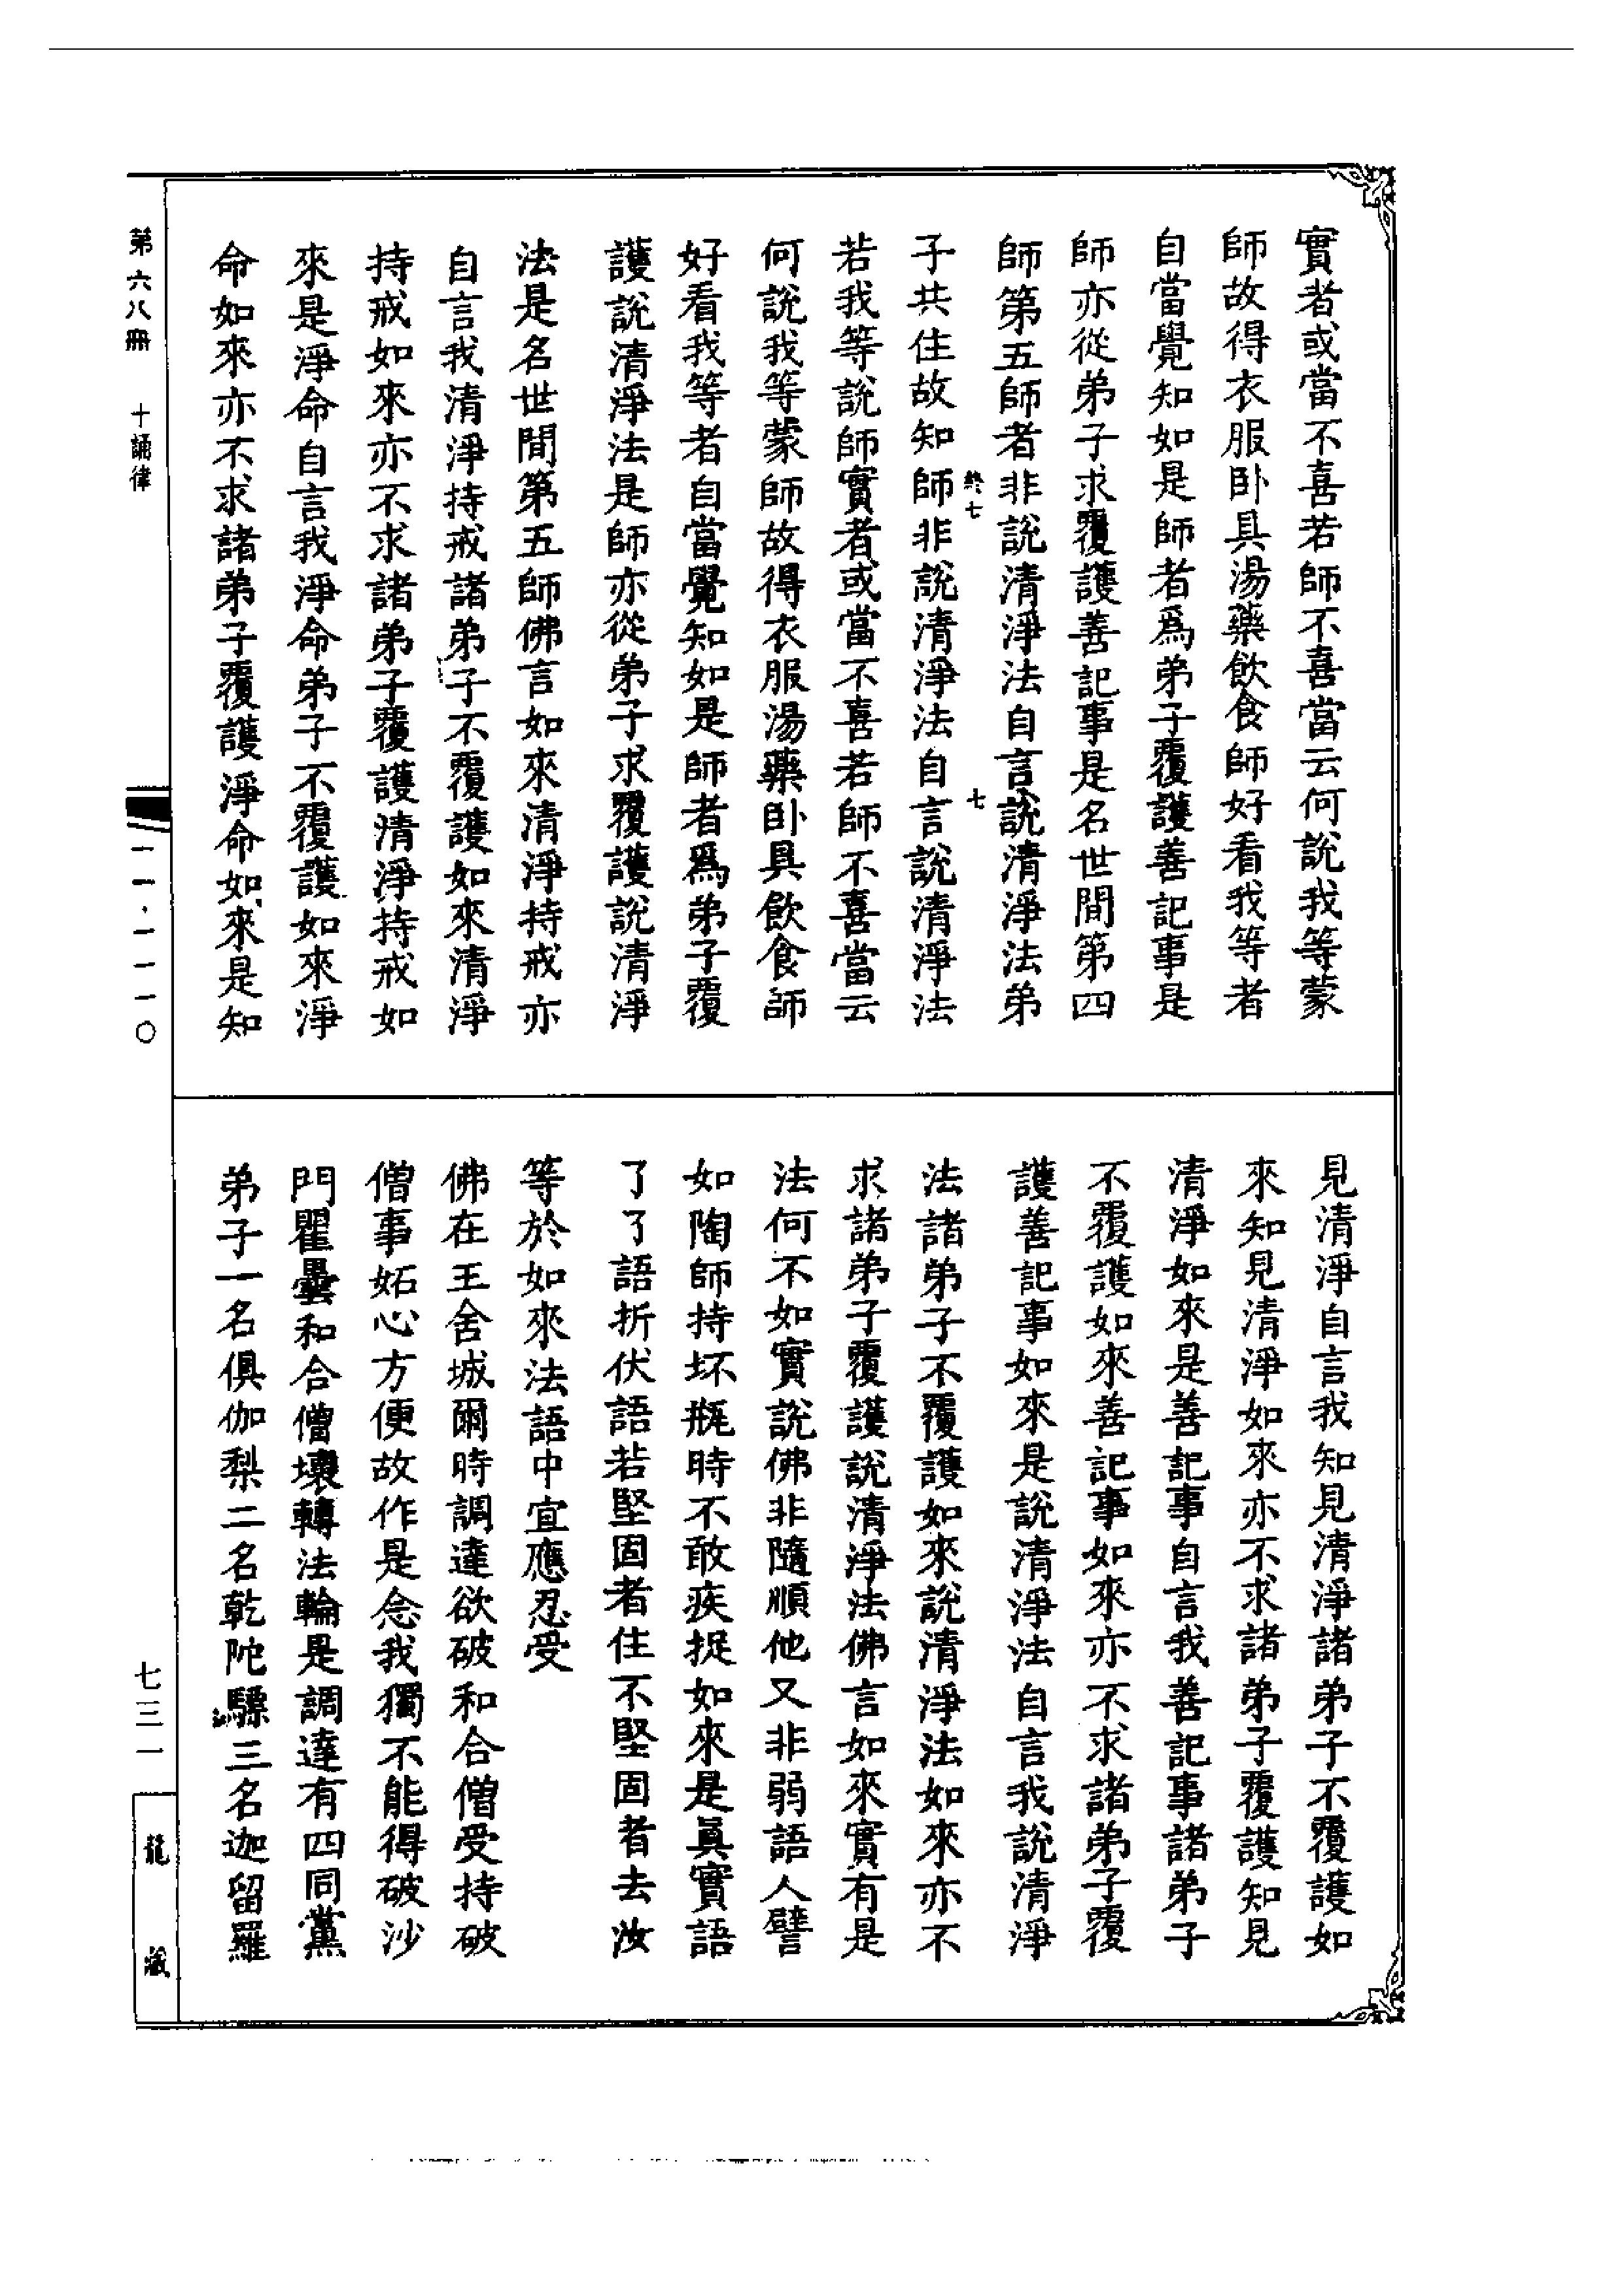 實者或當不喜若師不喜當云何說我等蒙
師故得衣服卧具湯藥飲食師好看我等者
自當覺知如是師者爲弟子覆護善記事是
師亦從弟子求覆護善記事是名世間第四
師第五師者非說清淨法自言說清淨法弟
終七 七
子共住故知師非說清淨法自言說清淨法
若我等說師實者或當不喜若師不喜當云
何說我等蒙師故得衣服湯藥卧具飲食師
好看我等者自當覺知如是師者爲弟子覆
護說清淨法是師亦從弟子求覆護說清淨
法是名世間第五師佛言如來清淨持戒亦
自言我清淨持戒諸弟子不覆護如來清淨
持戒如來亦不求諸弟子覆護清淨持戒如
來是淨命自言我淨命弟子不覆護如來淨
命如來亦不求諸弟子覆護淨命如來是知
見清淨自言我知見清淨諸弟子不覆護如
來知見清淨如來亦不求諸弟子覆護知見
清淨如來是善記事自言我善記事諸弟子
不覆護如來善記事如來亦不求諸弟子覆
護善記事如來是說清淨法自言我說清淨
法諸弟子不覆護如來說清淨法如來亦不
求諸弟子覆護說清淨法佛言如來實有是
法何不如實說佛非隨順他又非弱語人譬
如陶師持坏瓶時不敢疾捉如來是眞實語
了了語折伏語若堅固者住不堅固者去汝
等於如來法語中宜應忍受
佛在王舍城爾時調達欲破和合僧受持破
僧事妬心方便故作是念我獨不能得破沙
門瞿曇和合僧壞轉法輪是調達有四同黨
弟子一名俱伽梨二名乾陀驃三名迦留羅
第六八冊 十誦律
一一·一一一〇
七三一
龍藏